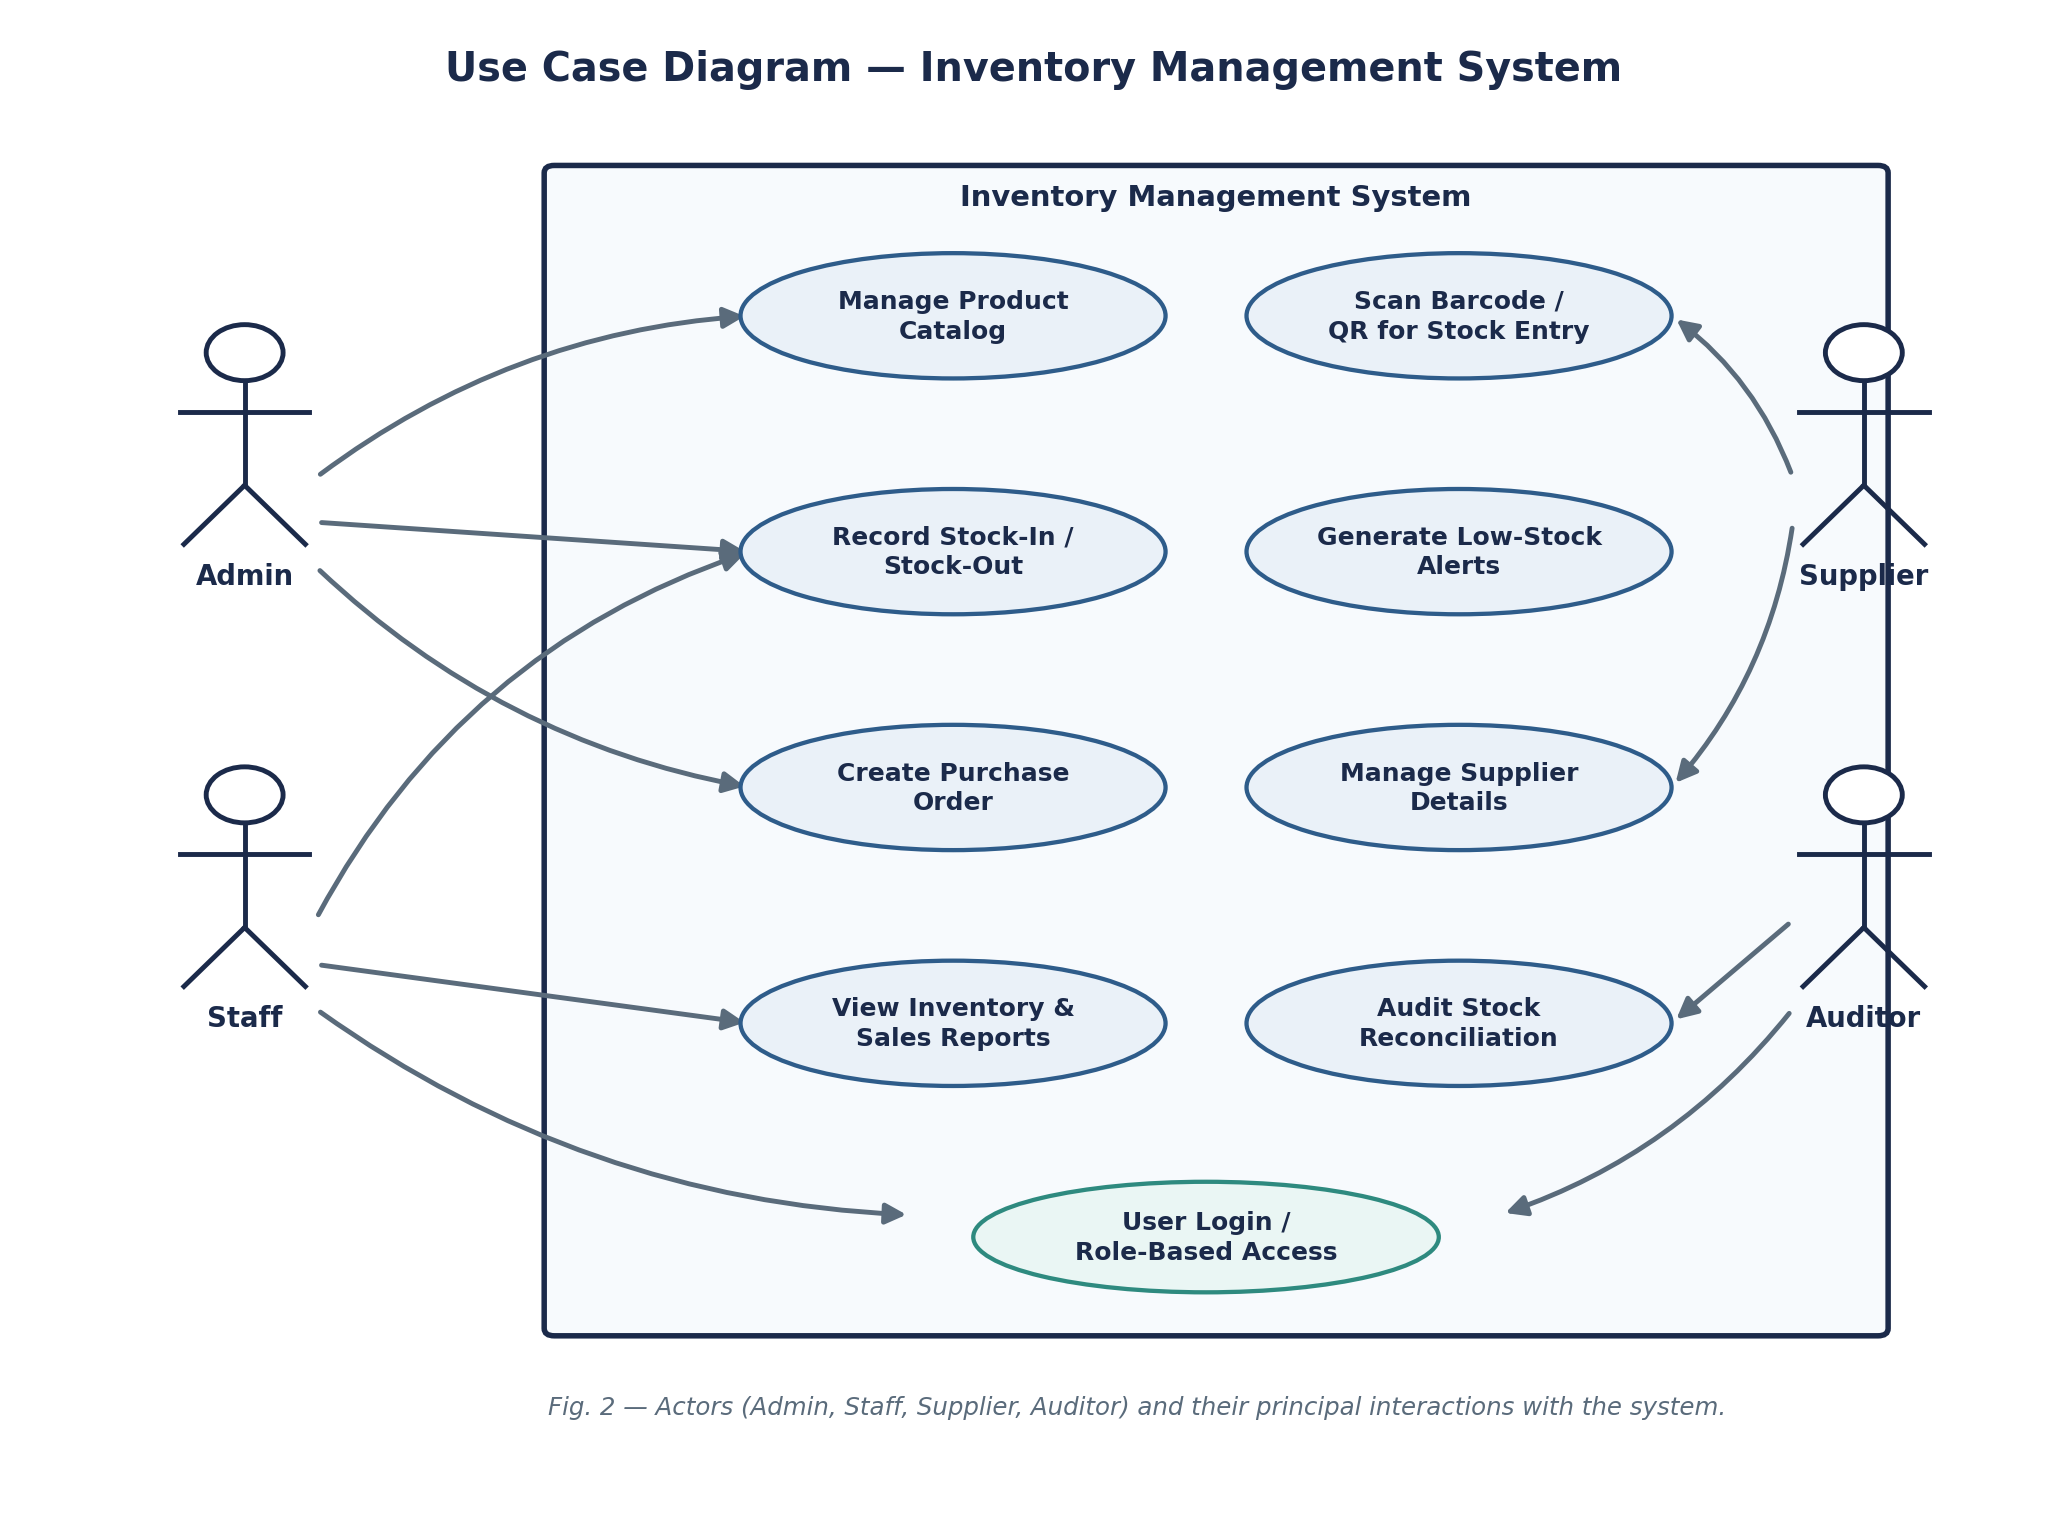 Use Case Diagram — Inventory Management System
Inventory Management System
Manage Product
Catalog
Scan Barcode /
QR for Stock Entry
Record Stock-In /
Stock-Out
Generate Low-Stock
Alerts
Admin
Supplier
Create Purchase
Order
Manage Supplier
Details
View Inventory &
Sales Reports
Audit Stock
Reconciliation
Staff
Auditor
User Login /
Role-Based Access
Fig. 2 — Actors (Admin, Staff, Supplier, Auditor) and their principal interactions with the system.